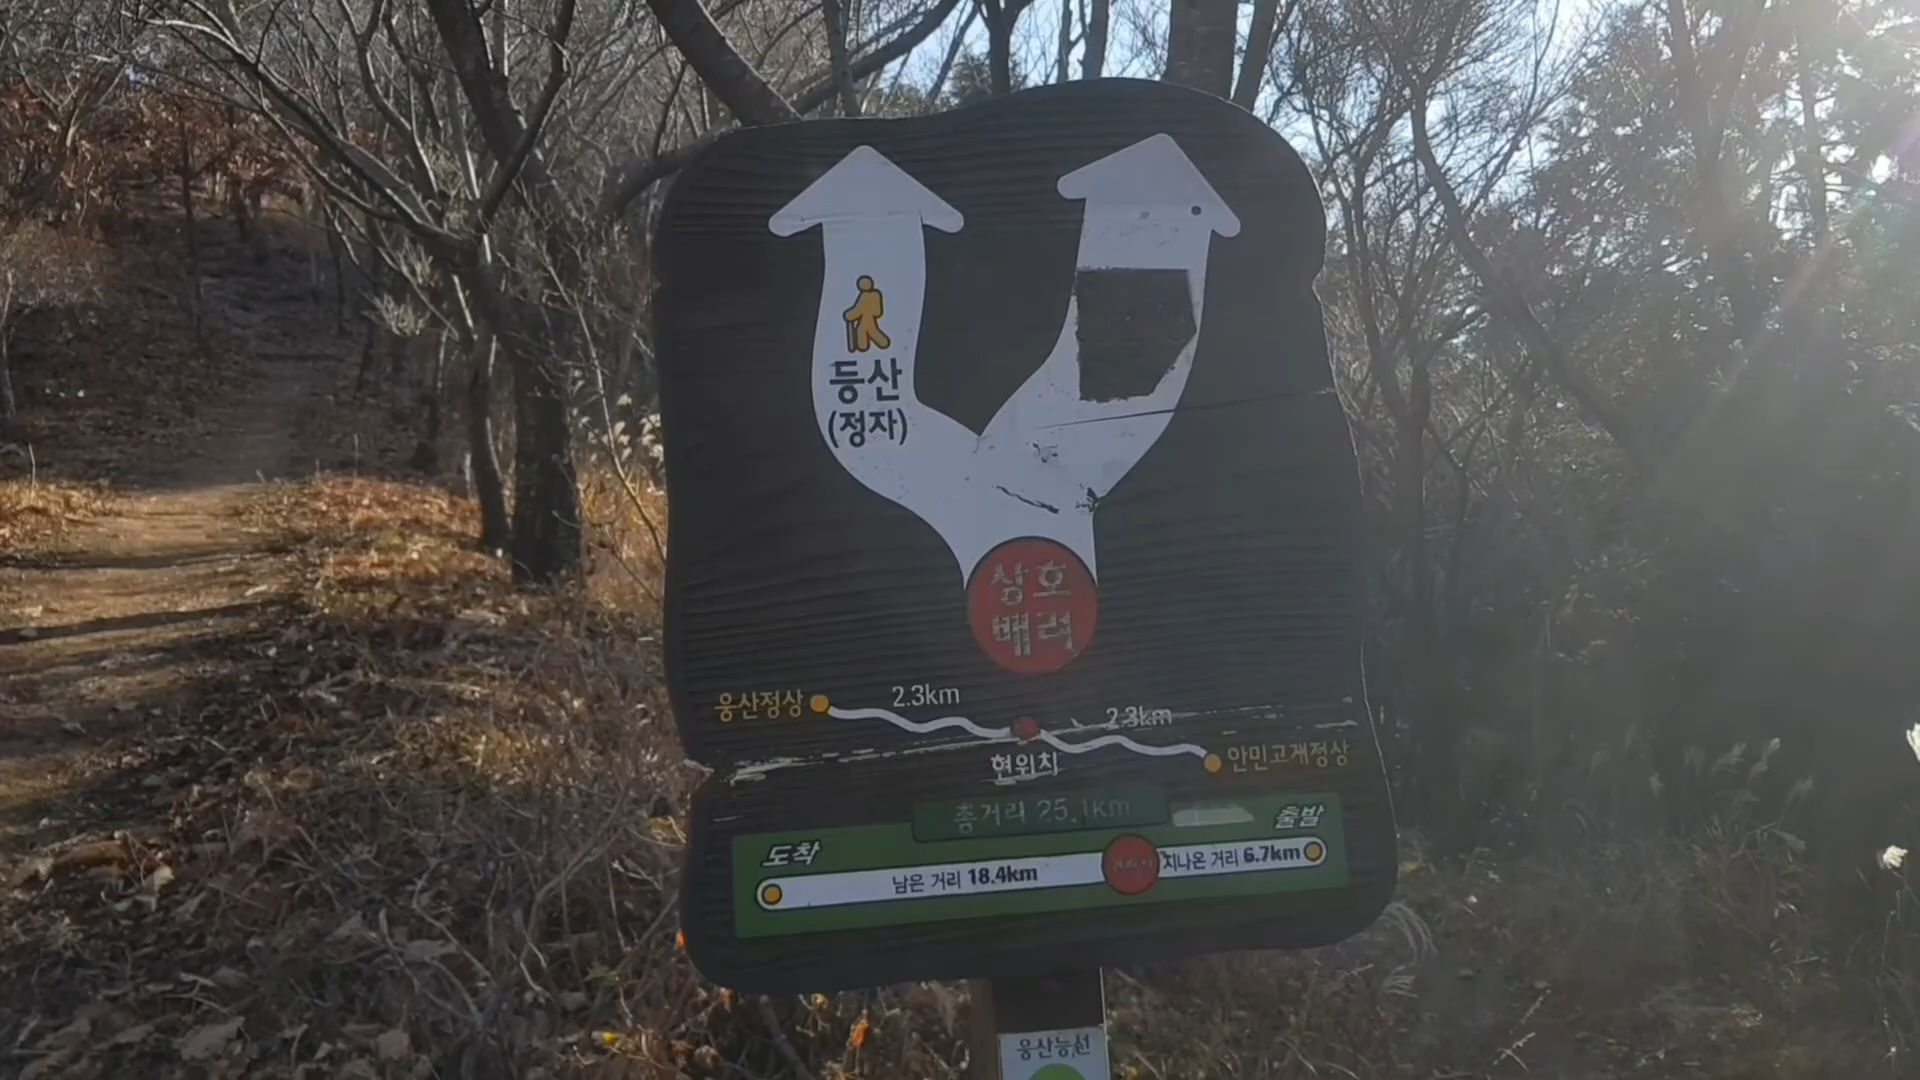 등산
(정자)
상호
배려
웅산정상
2.3km
2.3km
현위치
안민고개정상
총거리 25.1km
출발
도착
남은 거리 18.4km
지나온 거리 6.7km
웅산능선